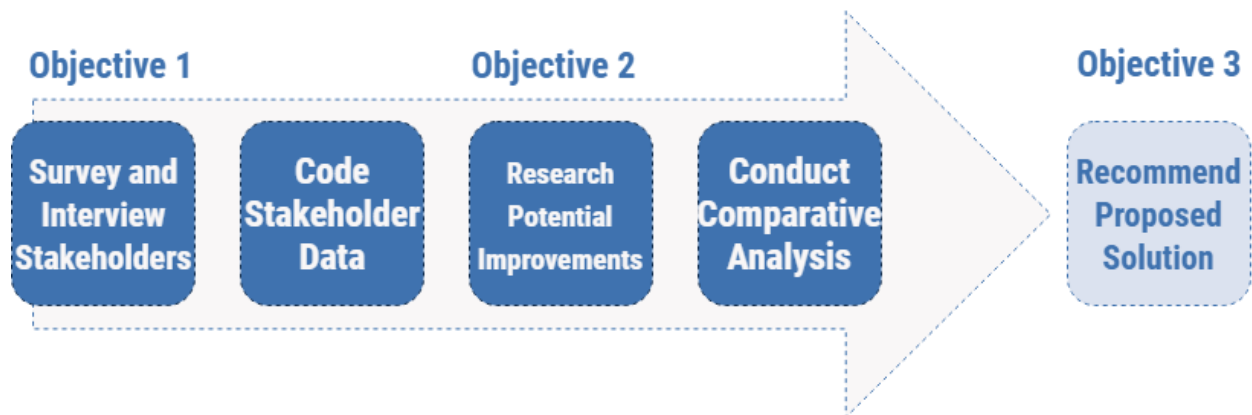 Objective 1
Objective 2
Objective 3
Survey and
Interview
Stakeholders
Code
Stakeholder
Data
Research
Potential
Improvements
Conduct
Comparative
Analysis
Recommend
Proposed
Solution